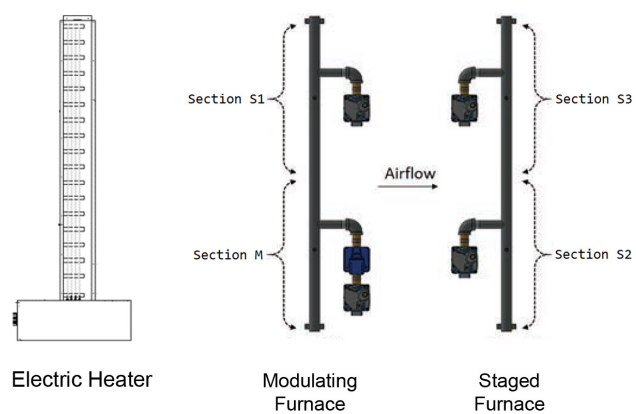 Section S1
Section S3
Airflow
Section M
Section S2
Electric Heater
Modulating
Furnace
Staged
Furnace